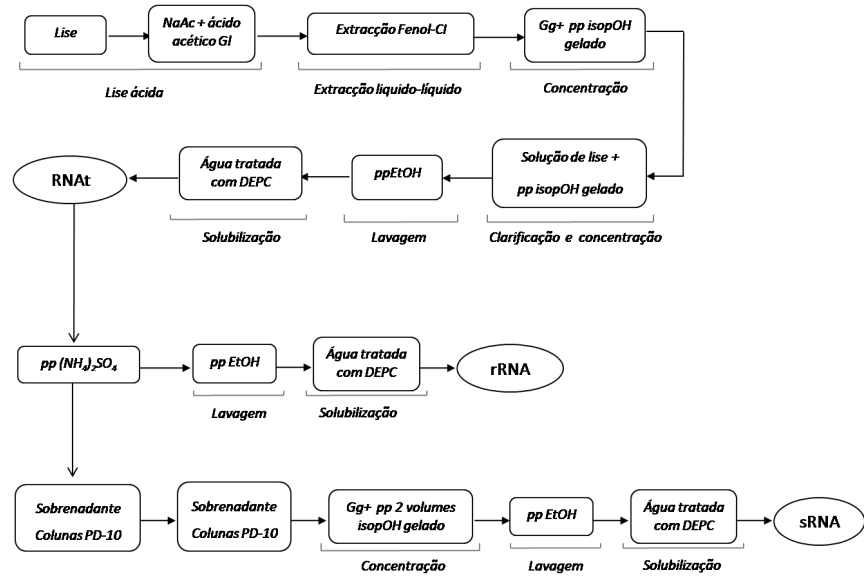 Lise
NaAc + ácido
acético Gl
Extracção Fenol-Cl
Gg+ pp isopOH
gelado
Lise ácida
Extracção liquido-líquido
Concentração
RNAt
Água tratada
com DEPC
ppEtOH
Solução de lise +
pp isopOH gelado
Solubilização
Lavagem
Clarificação e concentração
pp (NH₄)₂SO₄
pp EtOH
Água tratada
com DEPC
rRNA
Lavagem
Solubilização
Sobrenadante
Colunas PD-10
Sobrenadante
Colunas PD-10
Gg+ pp 2 volumes
isopOH gelado
pp EtOH
Água tratada
com DEPC
sRNA
Concentração
Lavagem
Solubilização